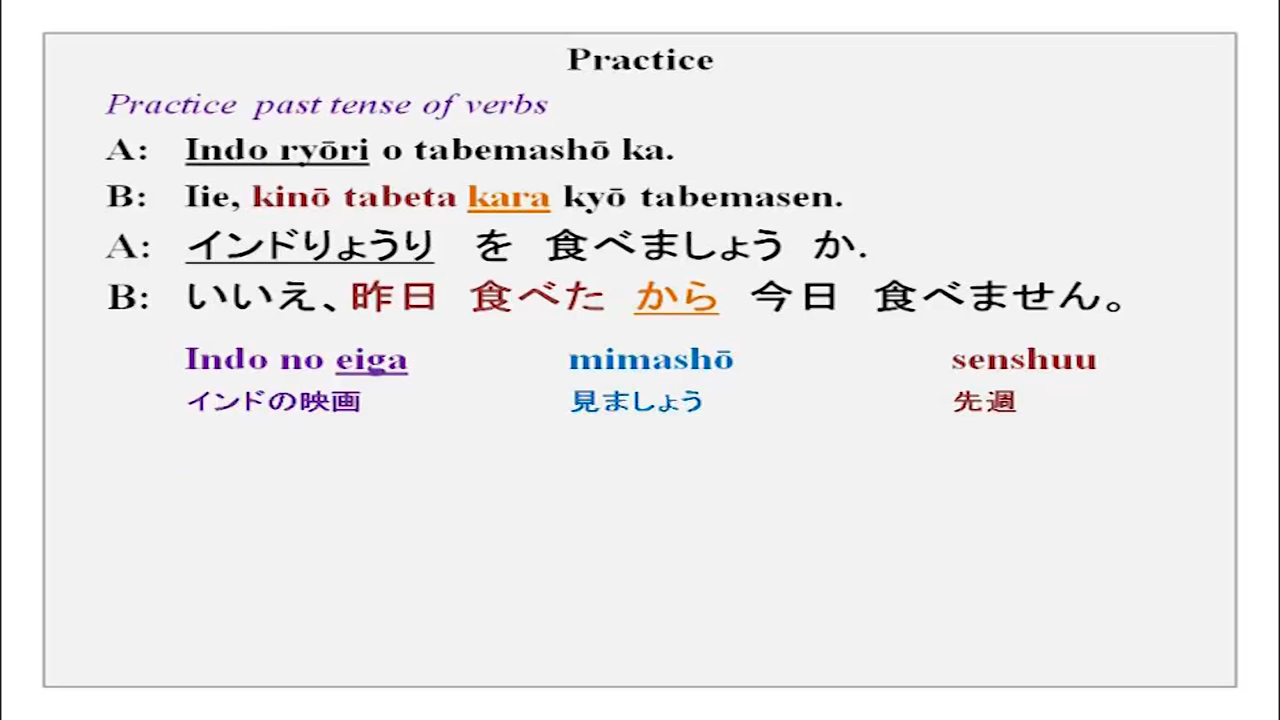 Practice
Practice past tense of verbs
A: Indo ryōri o tabemashō ka.
B: Iie, kinō tabeta kara kyō tabemasen.
A: インドりょうり を 食べましょう か.
B: いいえ、昨日 食べた から 今日 食べません。
Indo no eiga mimashō senshuu
インドの映画 見ましょう 先週